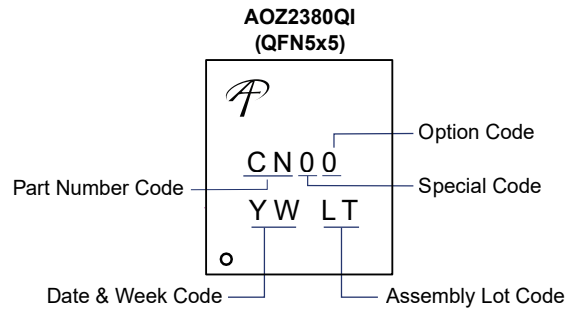 AOZ2380QI
(QFN5x5)
Option Code
CN00
Part Number Code
Special Code
YW LT
Date & Week Code
Assembly Lot Code